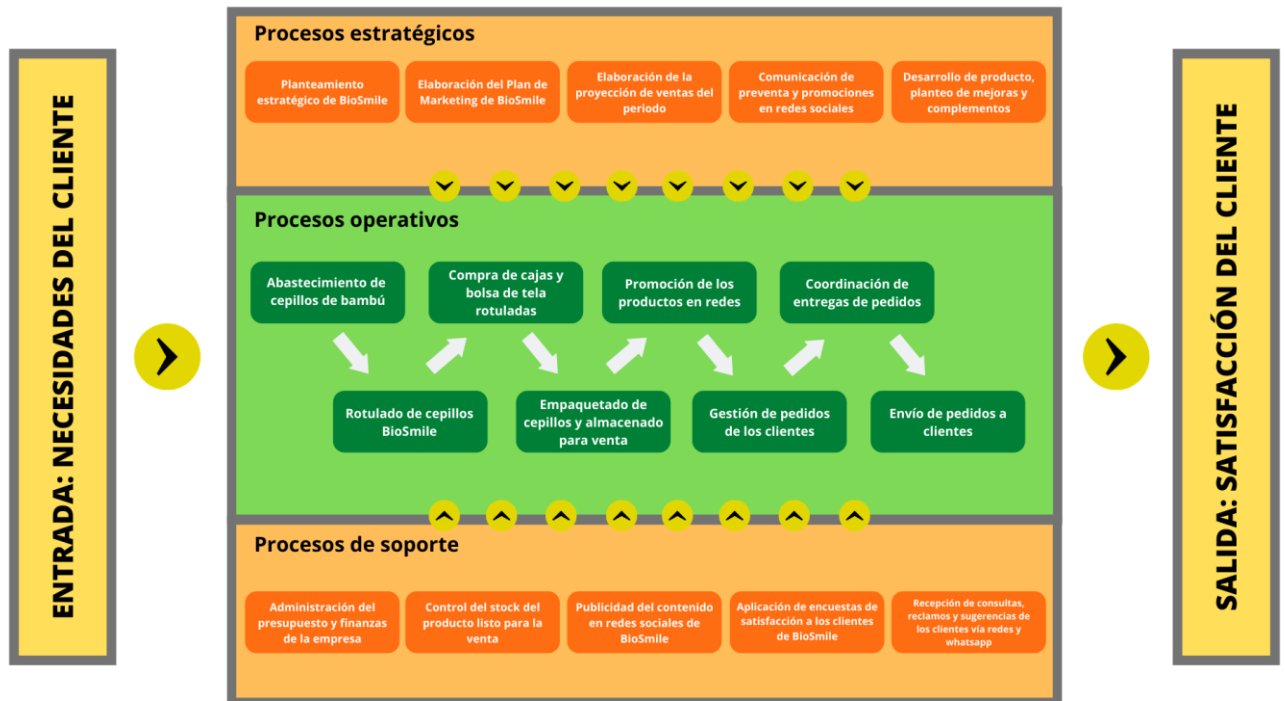 ENTRADA: NECESIDADES DEL CLIENTE
Procesos estratégicos
Planteamiento
estratégico de BioSmile
Elaboración del Plan de
Marketing de BioSmile
Elaboración de la
proyección de ventas del
periodo
Comunicación de
preventa y promociones
en redes sociales
Desarrollo de producto,
planteo de mejoras y
complementos
Procesos operativos
Abastecimiento de
cepillos de bambú
Rotulado de cepillos
BioSmile
Compra de cajas y
bolsa de tela
rotuladas
Empaquetado de
cepillos y almacenado
para venta
Promoción de los
productos en redes
Gestión de pedidos
de los clientes
Coordinación de
entregas de pedidos
Envío de pedidos a
clientes
Procesos de soporte
Administración del
presupuesto y finanzas
de la empresa
Control del stock del
producto listo para la
venta
Publicidad del contenido
en redes sociales de
BioSmile
Aplicación de encuestas de
satisfacción a los clientes
de BioSmile
Recepción de consultas,
reclamos y sugerencias de
los clientes vía redes y
whatsapp
SALIDA: SATISFACCIÓN DEL CLIENTE